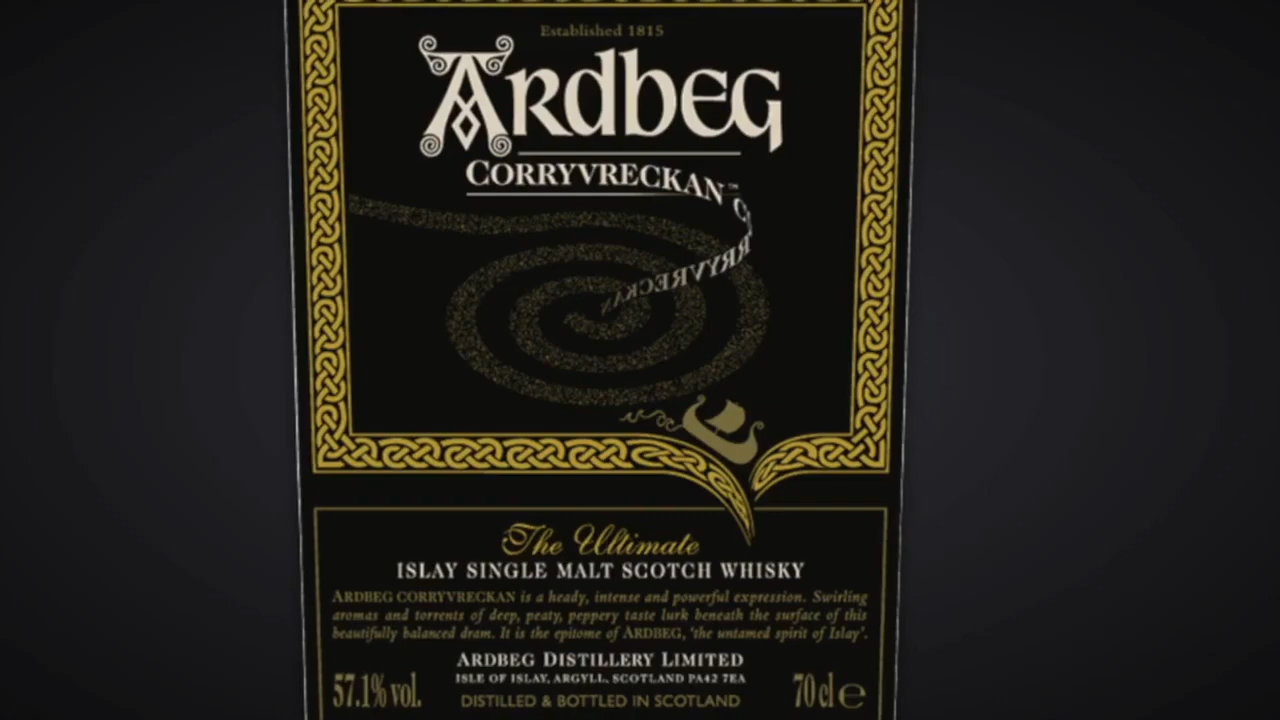 Established 1815
ARdbEG
CORRYVRECKAN™
CORRYVRECKAN
The Ultimate
ISLAY SINGLE MALT SCOTCH WHISKY
ARDBEG CORRYVRECKAN is a heady, intense and powerful expression. Swirling
aromas and torrents of deep, peaty, peppery taste lurk beneath the surface of this
beautifully balanced dram. It is the epitome of ARDBEG, 'the untamed spirit of Islay'.
ARDBEG DISTILLERY LIMITED
ISLE OF ISLAY, ARGYLL, SCOTLAND PA42 7EA
57.1% vol.
DISTILLED & BOTTLED IN SCOTLAND
70 cl ℮